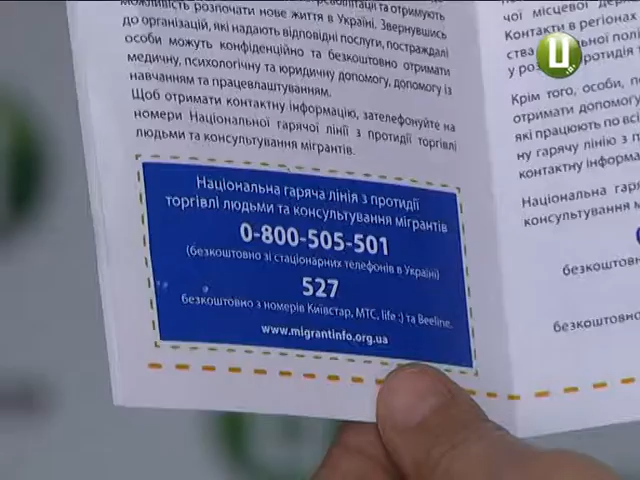 можливість розпочати нове життя в Україні. Звернувшись
до організацій, які надають відповідні послуги, постраждалі
особи можуть конфіденційно та безкоштовно отримати
медичну, психологічну та юридичну допомогу, допомогу із
навчанням та працевлаштуванням.
Щоб отримати контактну інформацію, зателефонуйте на
номери Національної гарячої лінії з протидії торгівлі
людьми та консультування мігрантів.
Національна гаряча лінія з протидії
торгівлі людьми та консультування мігрантів
0-800-505-501
(безкоштовно зі стаціонарних телефонів в Україні)
527
безкоштовно з номерів Київстар, МТС, life :) та Beeline.
www.migrantinfo.org.ua
чої місцевої
Контакти в регіонах
ства
у
протидія
Крім того, особи,
отримати допомогу
які працюють по всі
ну гарячу лінію з
контактну інформа
Національна гар
консультування
безкоштовно
безкоштовно
Ц